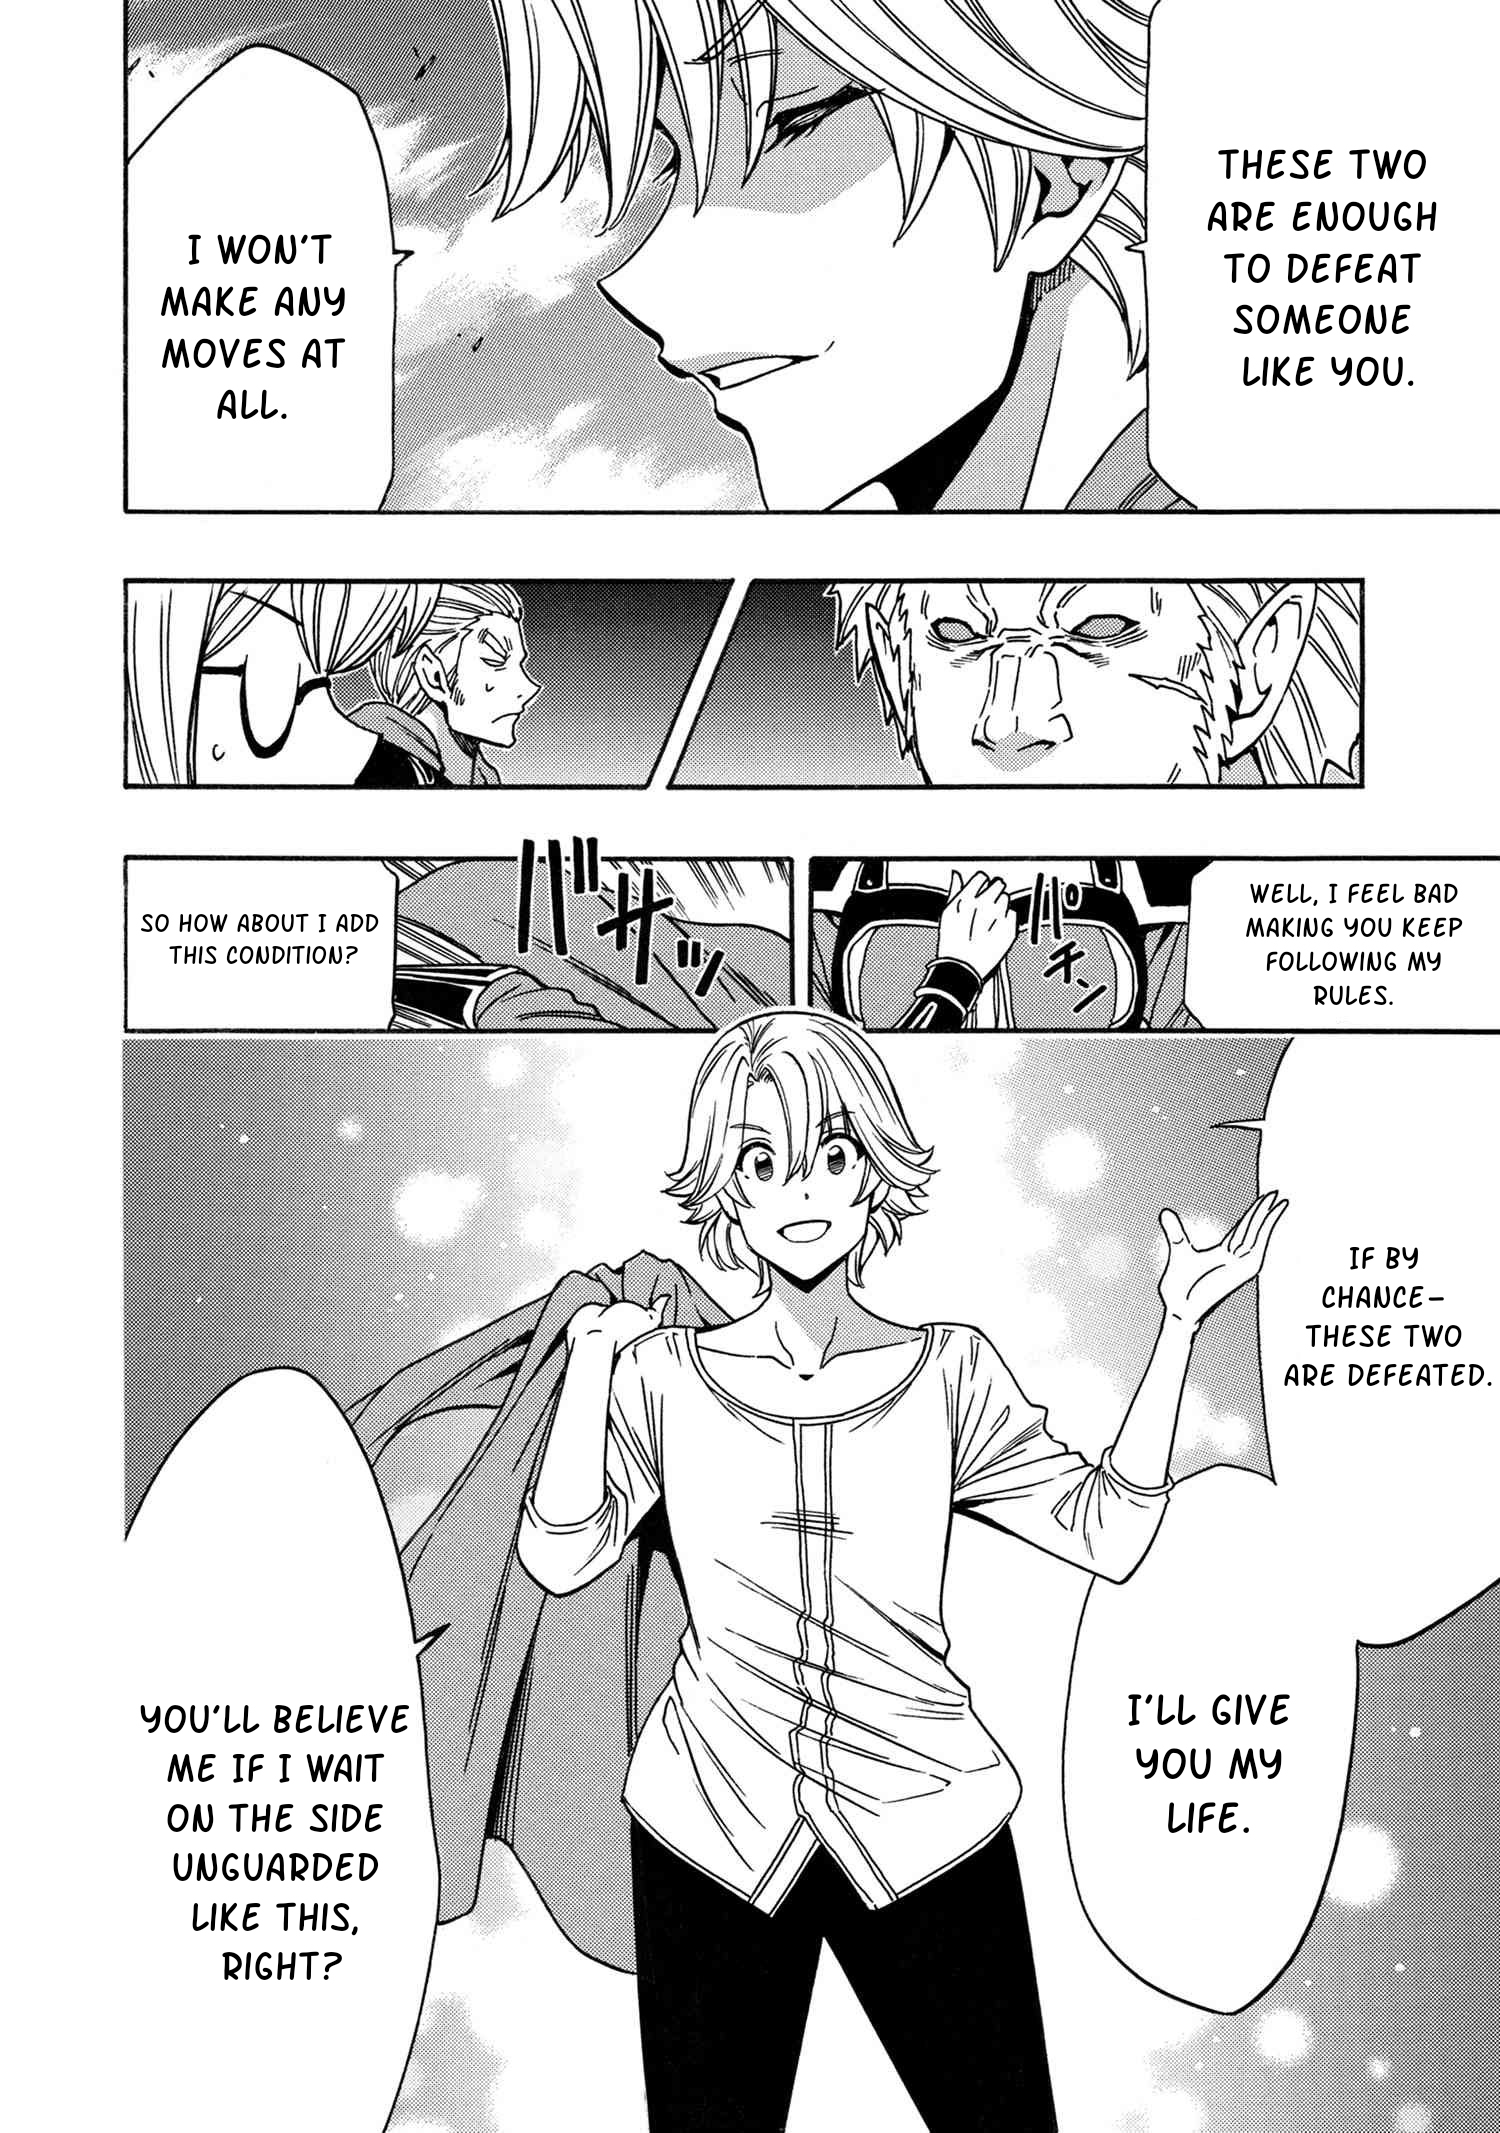 THESE TWO
ARE ENOUGH
TO DEFEAT
SOMEONE
LIKE YOU.
I WON'T
MAKE ANY
MOVES AT
ALL.
WELL, I FEEL BAD
MAKING YOU KEEP
FOLLOWING MY
RULES.
パチン
SO HOW ABOUT I ADD
THIS CONDITION?
バサッ
IF BY
CHANCE-
THESE TWO
ARE DEFEATED.
I'LL GIVE
YOU MY
LIFE.
YOU'LL BELIEVE
ME IF I WAIT
ON THE SIDE
UNGUARDED
LIKE THIS,
RIGHT?